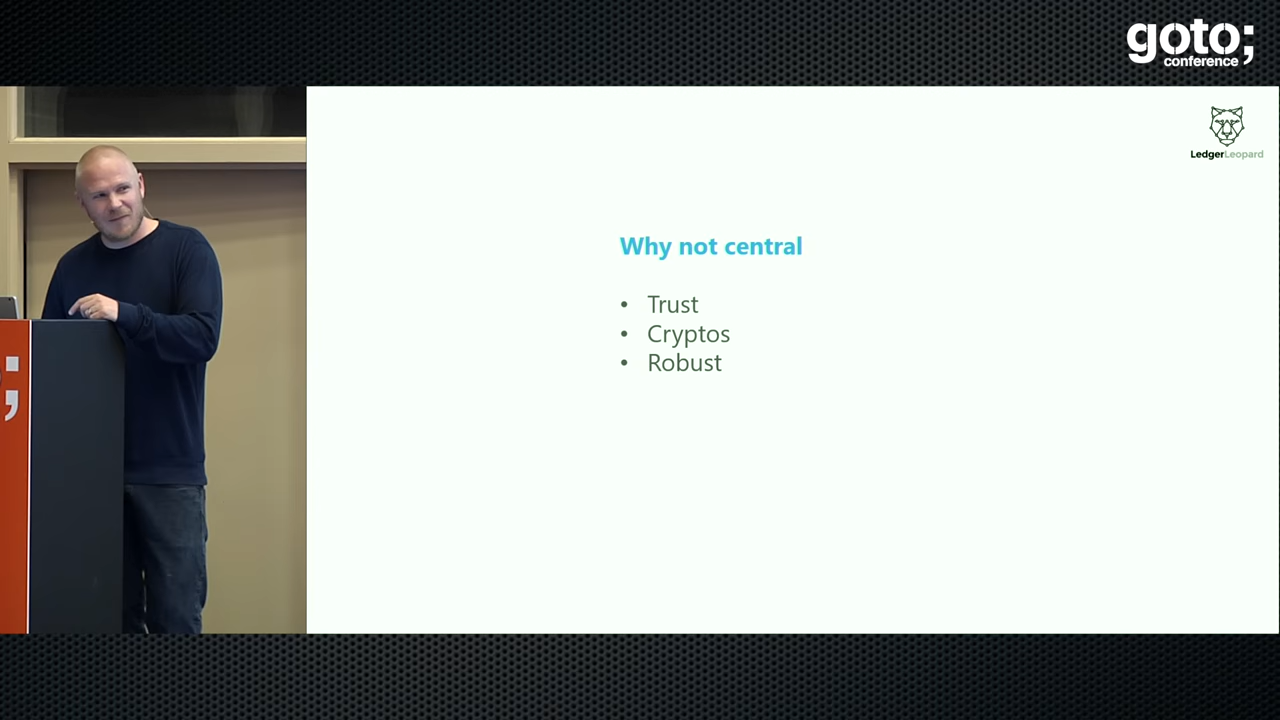 goto;
conference
LedgerLeopard
Why not central
• Trust
• Cryptos
• Robust
;